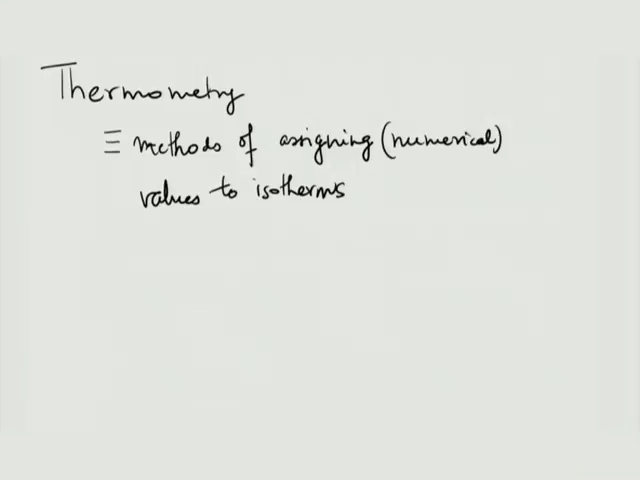 Thermometry
≡ methods of assigning (numerical)
values to isotherms